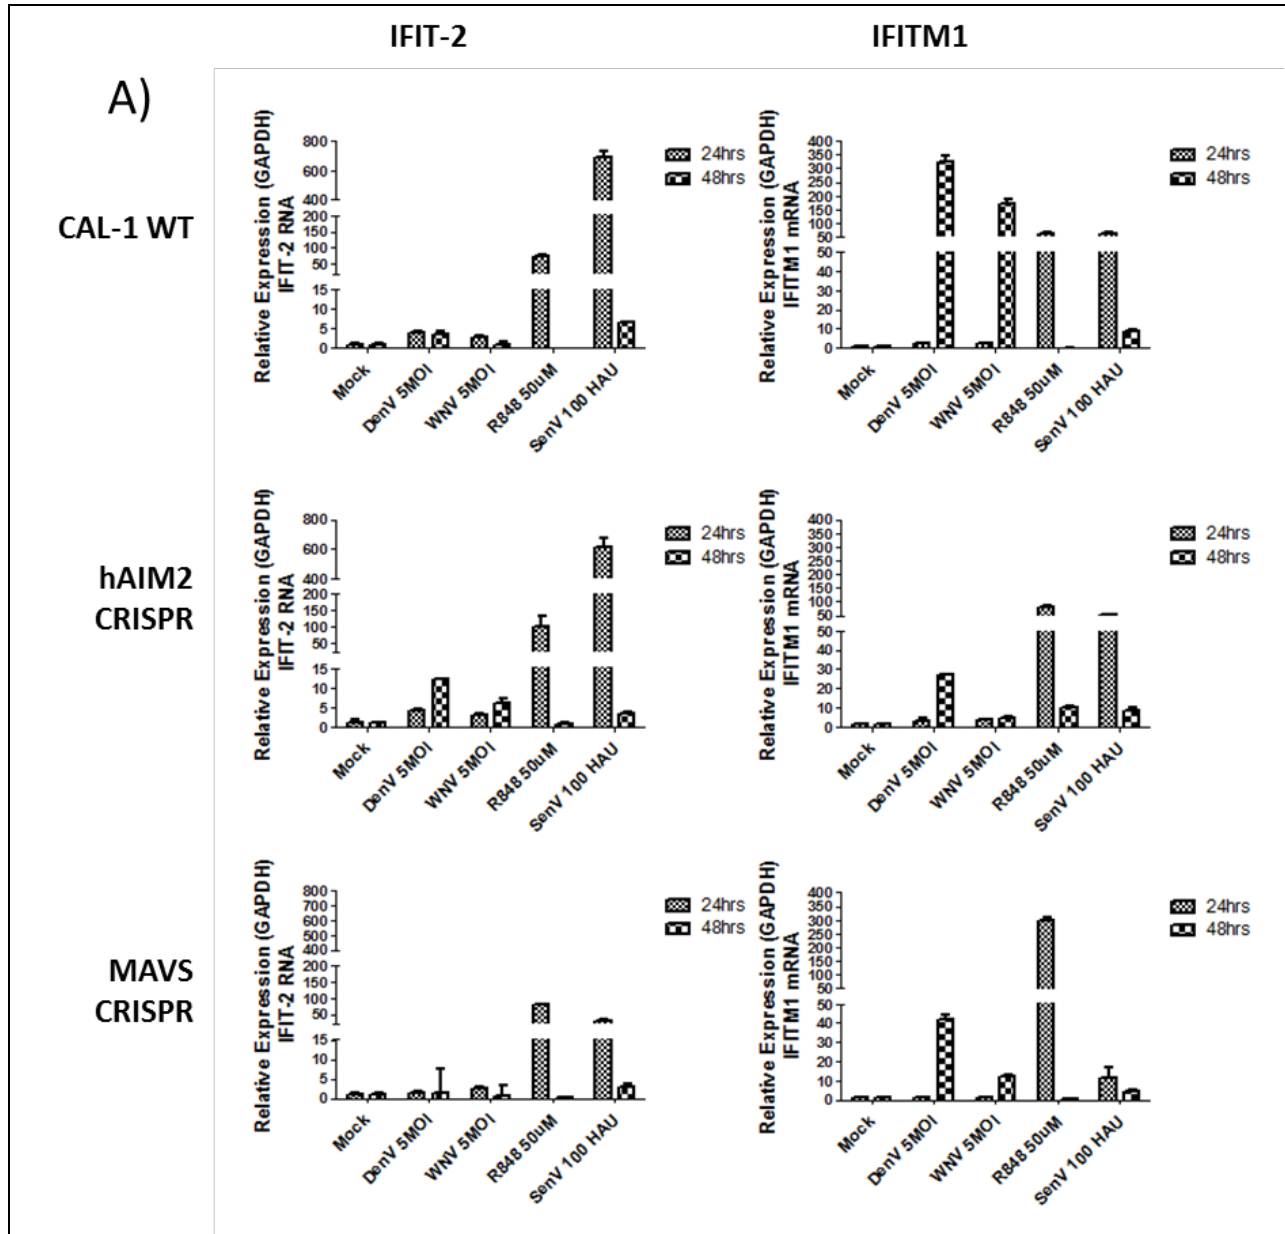 IFIT-2 IFITM1
A)
CAL-1 WT
Relative Expression (GAPDH)
IFIT-2 RNA
800
600
400
200
150
100
50
15
10
5
0
Mock
DenV 5MOI
WNV 5MOI
R848 50uM
SenV 100 HAU
24hrs
48hrs
Relative Expression (GAPDH)
IFITM1 mRNA
400
350
300
250
200
150
100
50
50
40
30
20
10
0
Mock
DenV 5MOI
WNV 5MOI
R848 50uM
SenV 100 HAU
24hrs
48hrs
hAIM2
CRISPR
Relative Expression (GAPDH)
IFIT-2 RNA
800
600
400
200
150
100
50
15
10
5
0
Mock
DenV 5MOI
WNV 5MOI
R848 50uM
SenV 100 HAU
24hrs
48hrs
Relative Expression (GAPDH)
IFITM1 mRNA
400
350
300
250
200
150
100
50
50
40
30
20
10
0
Mock
DenV 5MOI
WNV 5MOI
R848 50uM
SenV 100 HAU
24hrs
48hrs
MAVS
CRISPR
Relative Expression (GAPDH)
IFIT-2 RNA
800
700
600
500
400
200
150
100
50
15
10
5
0
Mock
DenV 5MOI
WNV 5MOI
R848 50uM
SenV 100 HAU
24hrs
48hrs
Relative Expression (GAPDH)
IFITM1 mRNA
400
350
300
250
200
150
100
50
50
40
30
20
10
0
Mock
DenV 5MOI
WNV 5MOI
R848 50uM
SenV 100 HAU
24hrs
48hrs